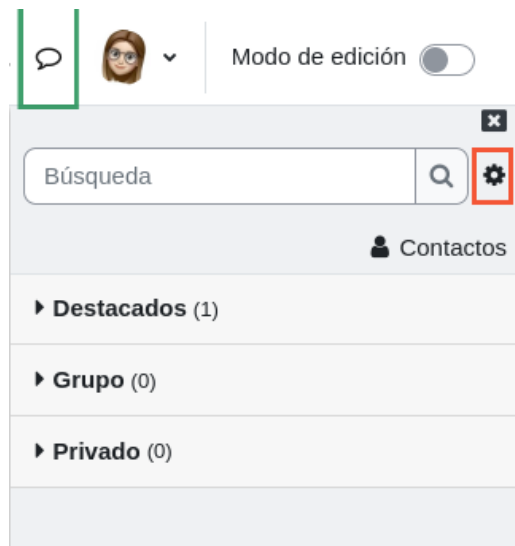 Modo de edición
Búsqueda
Contactos
Destacados (1)
Grupo (0)
Privado (0)